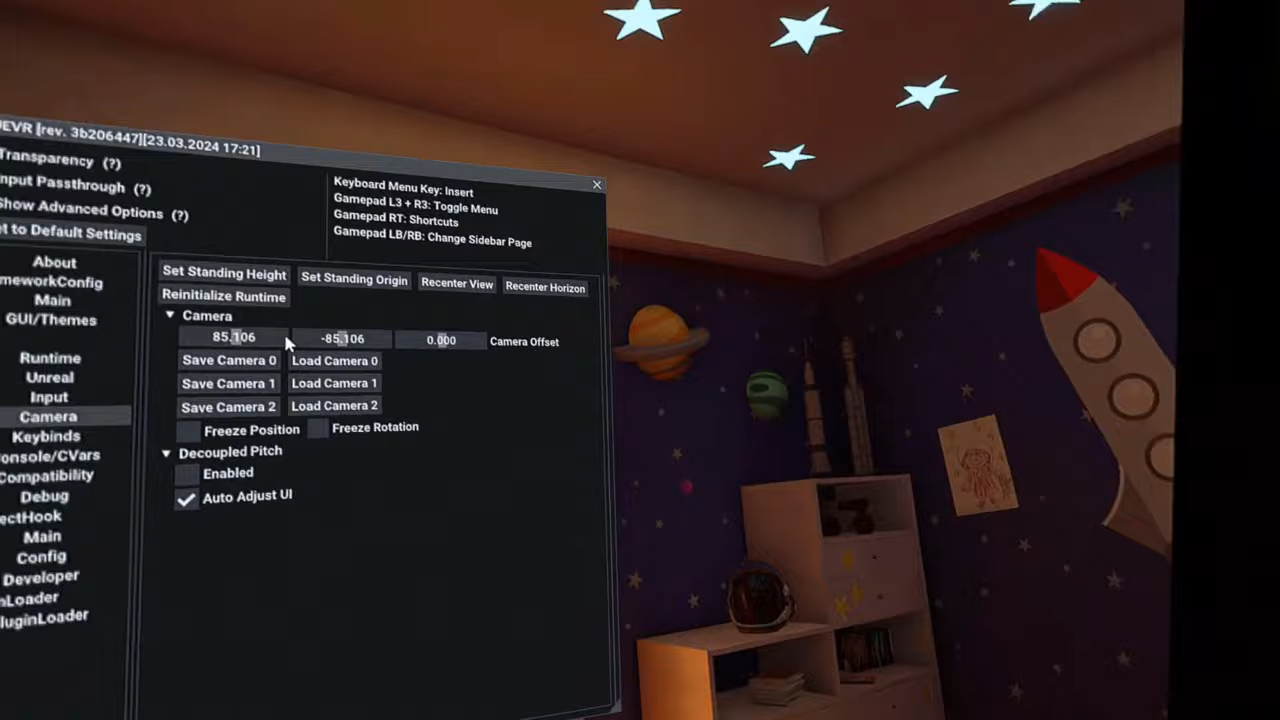 UEVR [rev. 3b206447][23.03.2024 17:21]
Transparency (?)
Input Passthrough (?)
Show Advanced Options (?)
et to Default Settings
Keyboard Menu Key: Insert
Gamepad L3 + R3: Toggle Menu
Gamepad RT: Shortcuts
Gamepad LB/RB: Change Sidebar Page
About
meworkConfig
Main
GUI/Themes
Runtime
Unreal
Input
Camera
Keybinds
onsole/CVars
Compatibility
Debug
ectHook
Main
Config
Developer
nLoader
luginLoader
Set Standing Height Set Standing Origin Recenter View Recenter Horizon
Reinitialize Runtime
Camera
85.106 -85.106 0.000 Camera Offset
Save Camera 0 Load Camera 0
Save Camera 1 Load Camera 1
Save Camera 2 Load Camera 2
Freeze Position Freeze Rotation
Decoupled Pitch
Enabled
Auto Adjust UI